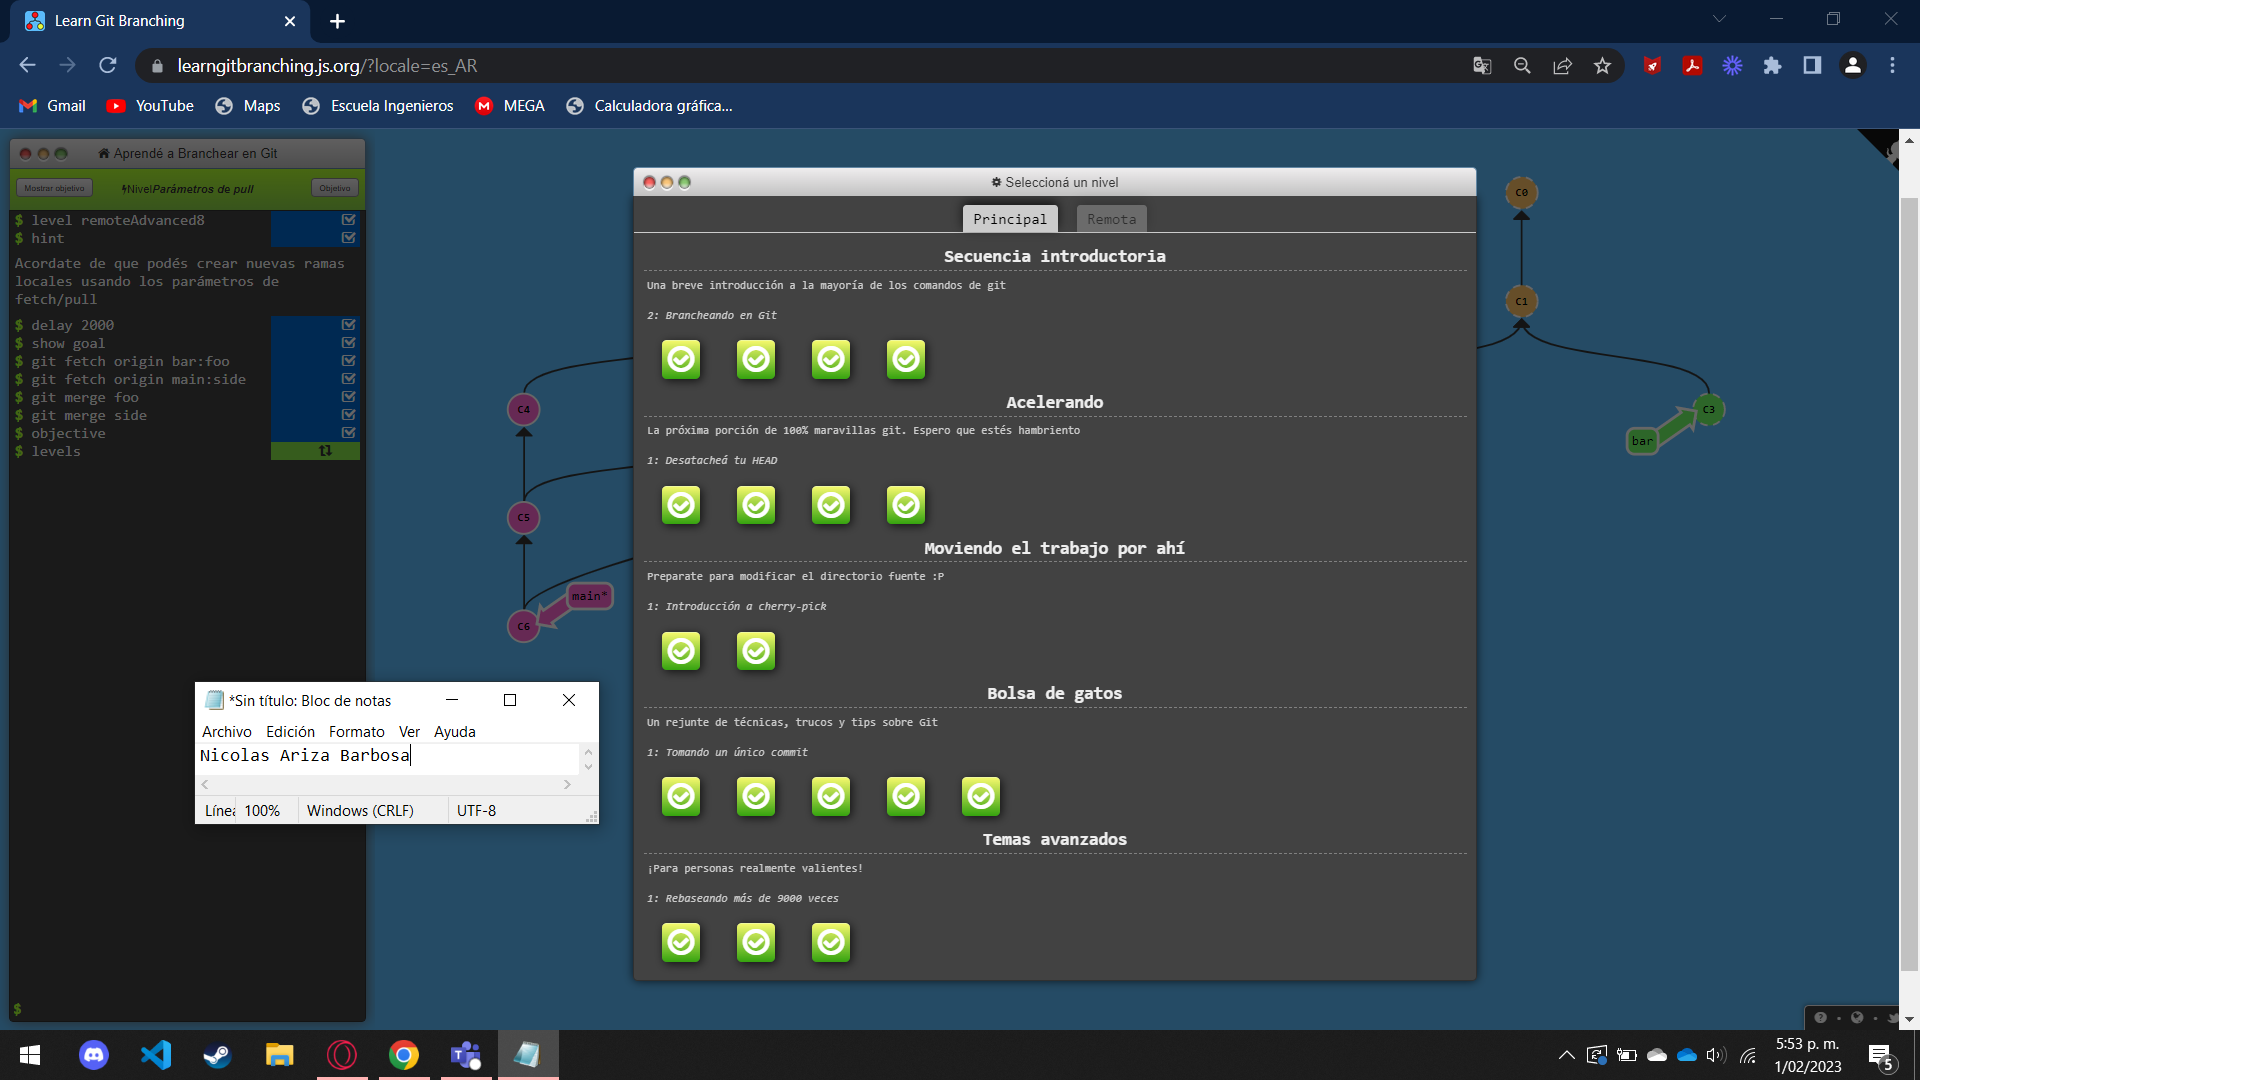 Learn Git Branching
learngitbranching.js.org/?locale=es_AR
Gmail YouTube Maps Escuela Ingenieros MEGA Calculadora gráfica...
Aprendé a Branchear en Git
Mostrar objetivo NivelParámetros de pull Objetivo
$ level remoteAdvanced8
$ hint
Acordate de que podés crear nuevas ramas
locales usando los parámetros de
fetch/pull
$ delay 2000
$ show goal
$ git fetch origin bar:foo
$ git fetch origin main:side
$ git merge foo
$ git merge side
$ objective
$ levels
$
C4
C5
C6
main*
Seleccioná un nivel
Principal Remota
Secuencia introductoria
Una breve introducción a la mayoría de los comandos de git
2: Brancheando en Git
Acelerando
La próxima porción de 100% maravillas git. Espero que estés hambriento
1: Desatacheá tu HEAD
Moviendo el trabajo por ahí
Preparate para modificar el directorio fuente :P
1: Introducción a cherry-pick
Bolsa de gatos
Un rejunte de técnicas, trucos y tips sobre Git
1: Tomando un único commit
Temas avanzados
¡Para personas realmente valientes!
1: Rebaseando más de 9000 veces
C0
C1
C3
bar
*Sin título: Bloc de notas
Archivo Edición Formato Ver Ayuda
Nicolas Ariza Barbosa
Línea 100% Windows (CRLF) UTF-8
5:53 p. m.
1/02/2023
5